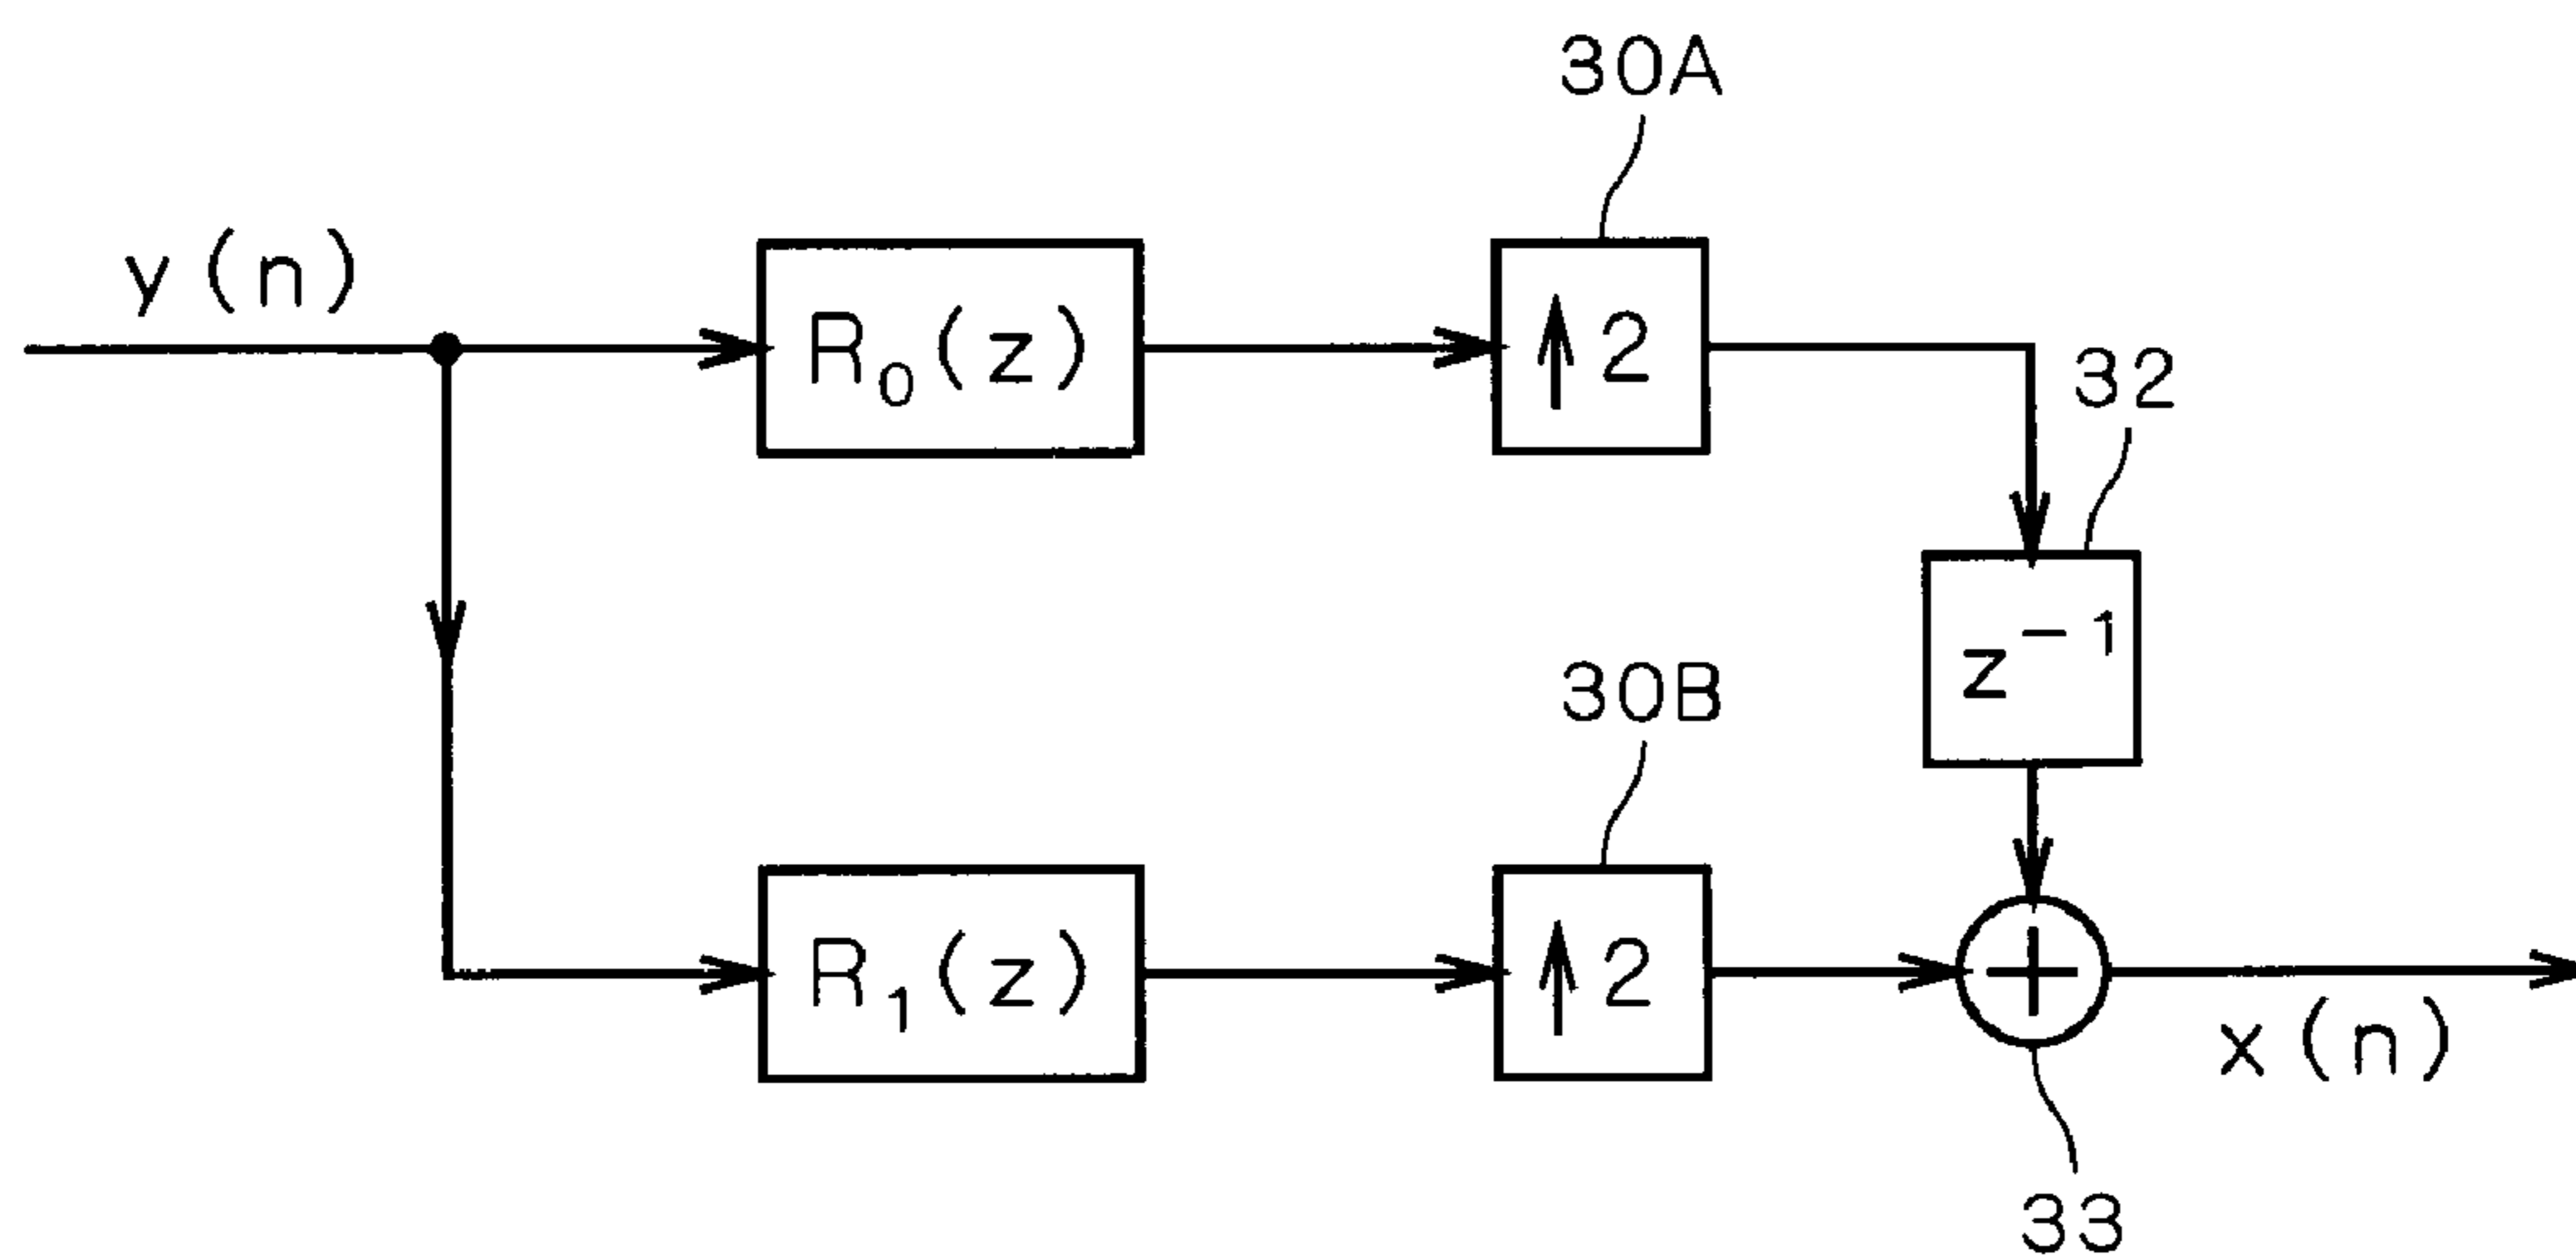 30A
y(n)
R₀(z)
↑2
32
z⁻¹
30B
R₁(z)
↑2
+
x(n)
33